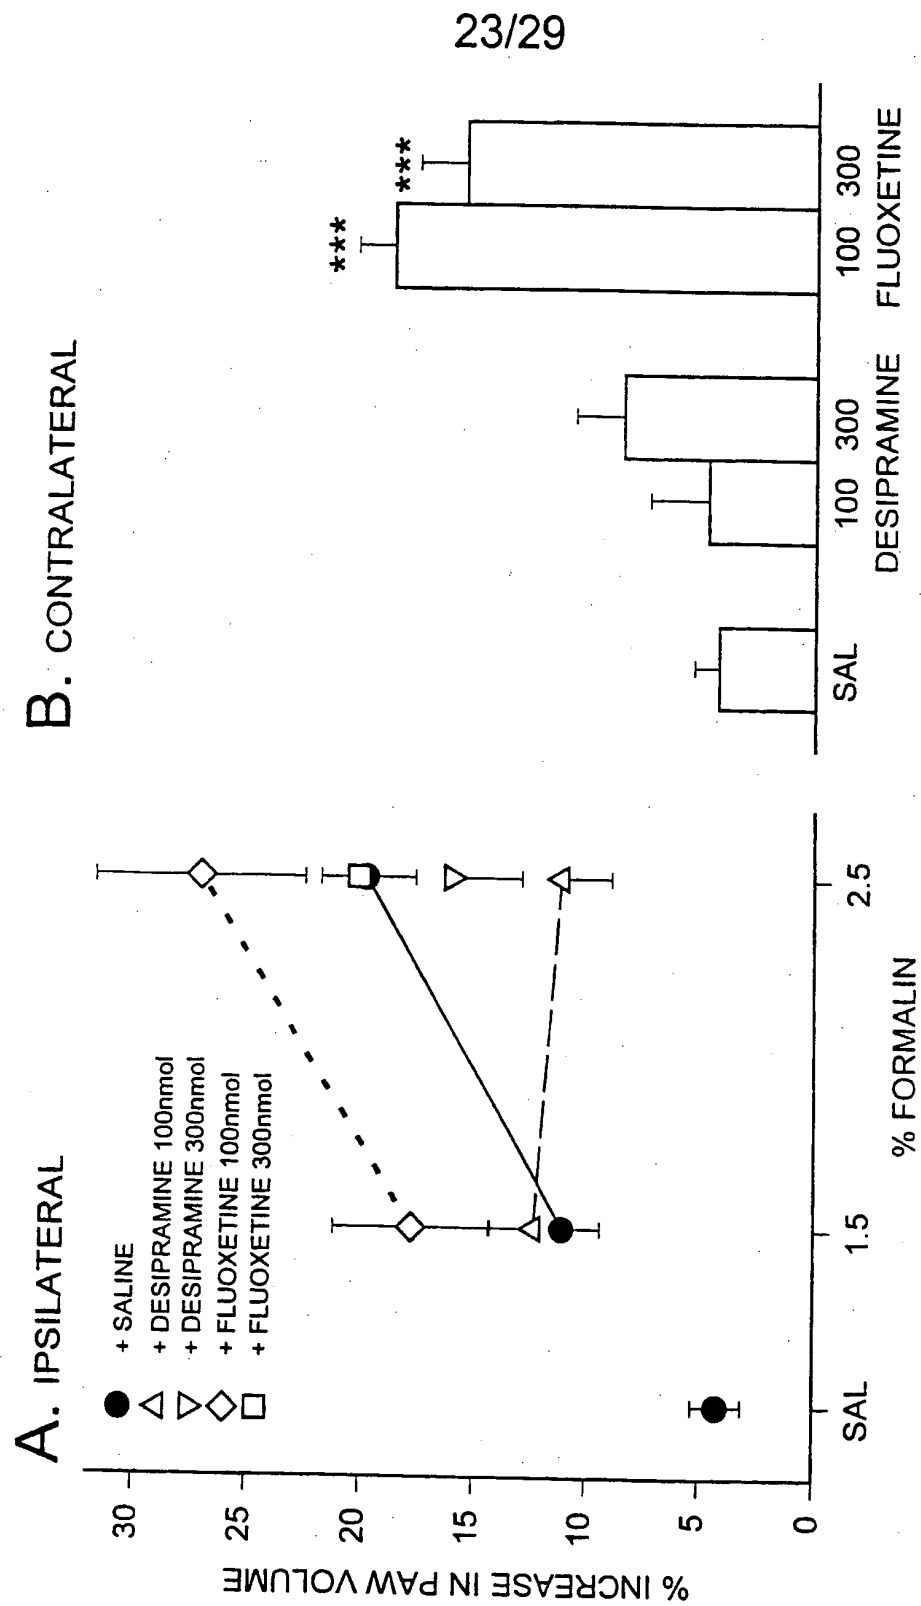 23/29
A. IPSILATERAL
+ SALINE
+ DESIPRAMINE 100nmol
+ DESIPRAMINE 300nmol
+ FLUOXETINE 100nmol
+ FLUOXETINE 300nmol
% INCREASE IN PAW VOLUME
30
25
20
15
10
5
0
SAL 1.5 2.5
% FORMALIN
B. CONTRALATERAL
*** ***
SAL 100 300 100 300
DESIPRAMINE FLUOXETINE